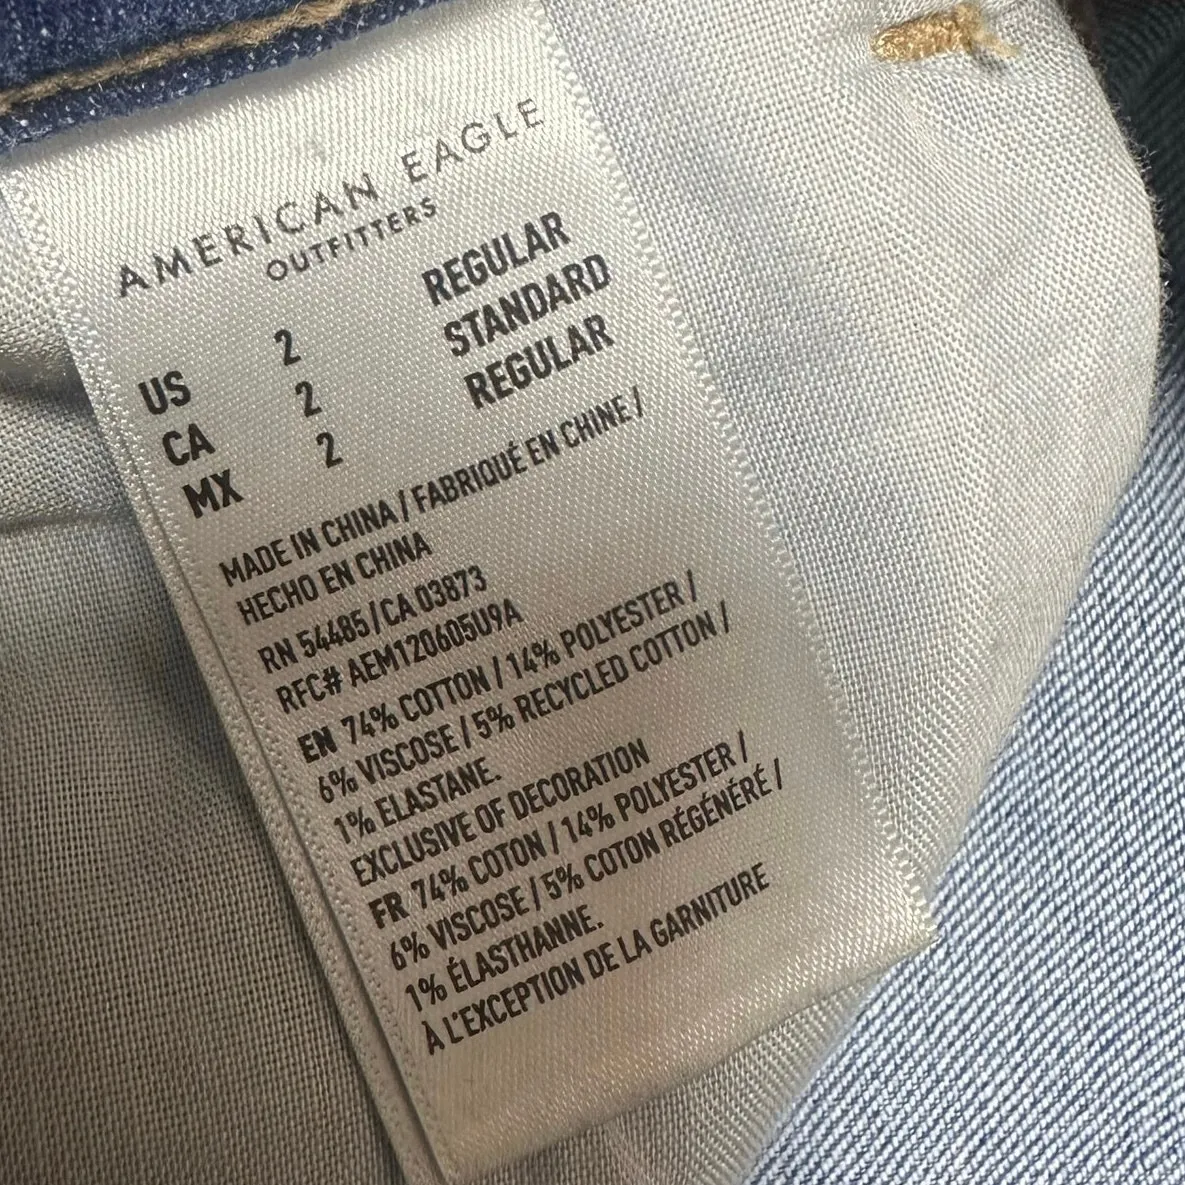 AMERICAN EAGLE
OUTFITTERS
US 2 REGULAR
CA 2 STANDARD
MX 2 REGULAR
MADE IN CHINA / FABRIQUÉ EN CHINE /
HECHO EN CHINA
RN 54485 / CA 03873
RFC# AEM120605U9A
EN 74% COTTON / 14% POLYESTER /
6% VISCOSE / 5% RECYCLED COTTON /
1% ELASTANE.
EXCLUSIVE OF DECORATION
FR 74% COTON / 14% POLYESTER /
6% VISCOSE / 5% COTON RÉGÉNÉRÉ /
1% ÉLASTHANNE.
À L'EXCEPTION DE LA GARNITURE